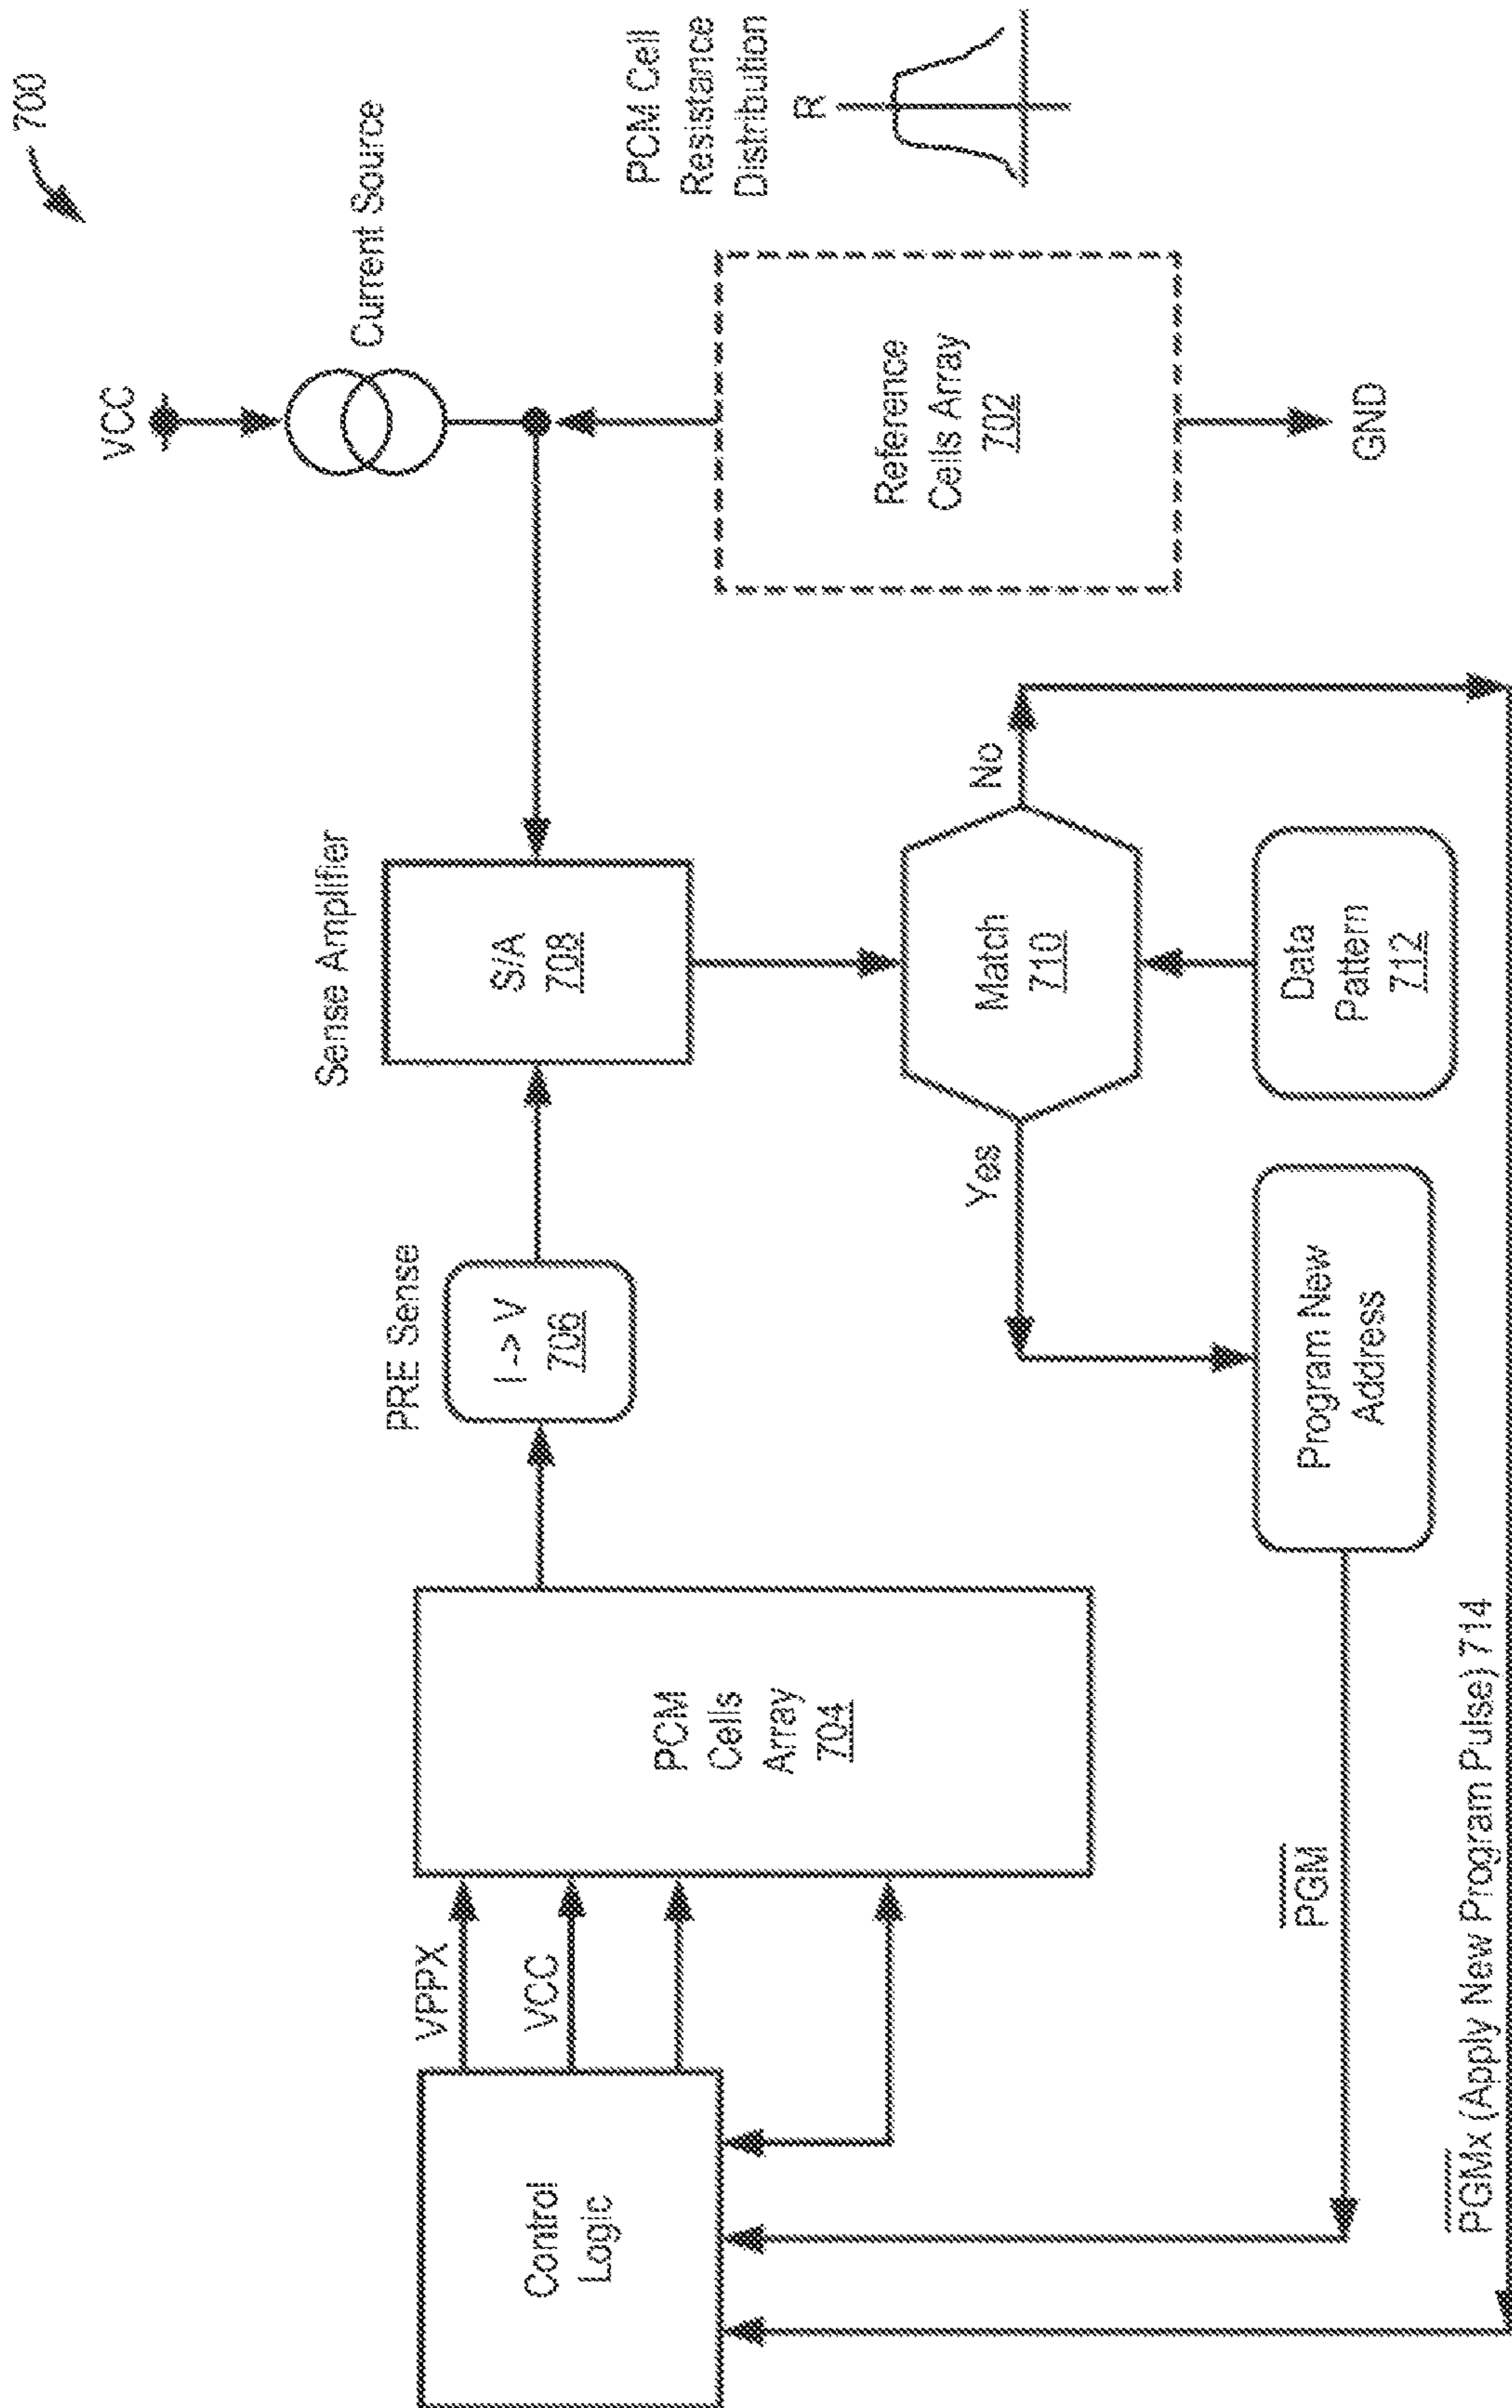 700
VCC
Current Source
PCM Cell
Resistance
Distribution
R
Reference
Cells Array
702
GND
Sense Amplifier
S/A
708
PRE Sense
I -> V
706
PCM
Cells
Array
704
VPPX
VCC
Control
Logic
Match
710
No
Yes
Data
Pattern
712
Program New
Address
PGM
PGMx (Apply New Program Pulse) 714